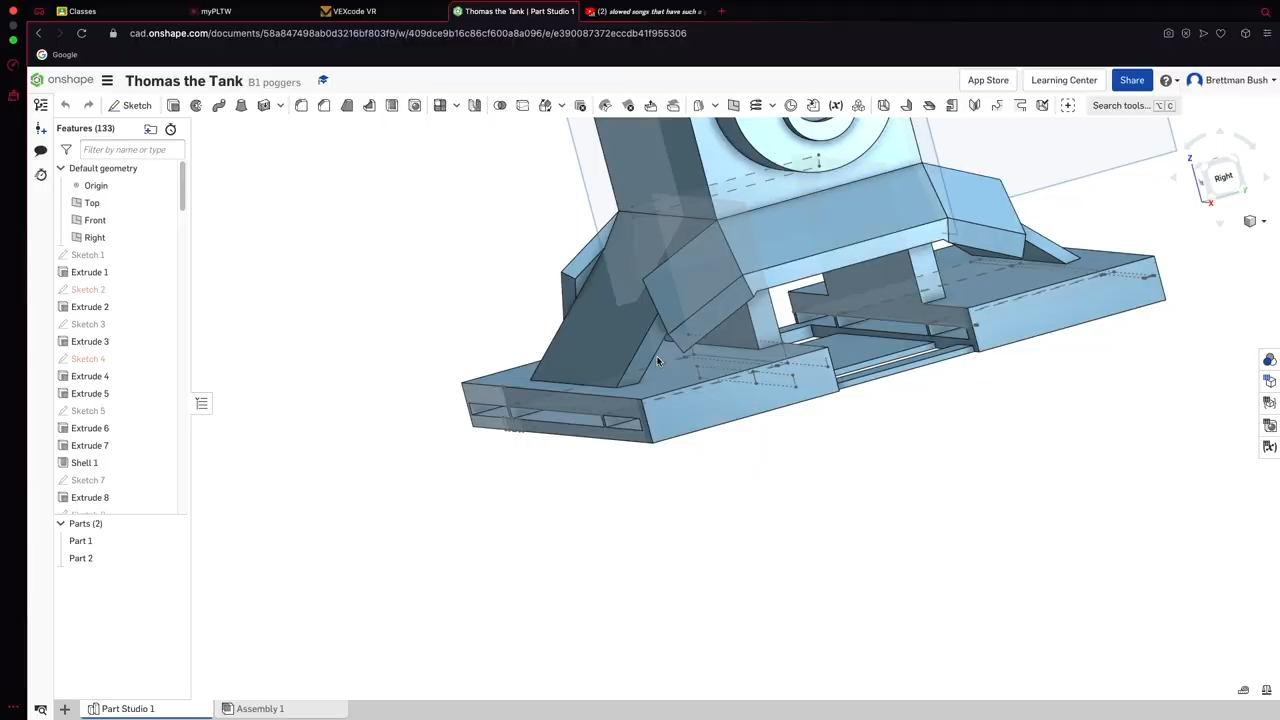 Classes
myPLTW
VEXcode VR
Thomas the Tank | Part Studio 1
(2) slowed songs that have such a
cad.onshape.com/documents/58a847498ab0d3216bf803f9/w/409dce9b16c86cf600a8a096/e/e390087372eccdb41f955306
Google
onshape
Thomas the Tank
B1 poggers
App Store
Learning Center
Share
Brettman Bush
Sketch
Search tools...
⌥ C
Features (133)
Filter by name or type
Default geometry
Origin
Top
Front
Right
Sketch 1
Extrude 1
Sketch 2
Extrude 2
Sketch 3
Extrude 3
Sketch 4
Extrude 4
Extrude 5
Sketch 5
Extrude 6
Extrude 7
Shell 1
Sketch 7
Extrude 8
Parts (2)
Part 1
Part 2
Z
Right
Y
X
Part Studio 1
Assembly 1